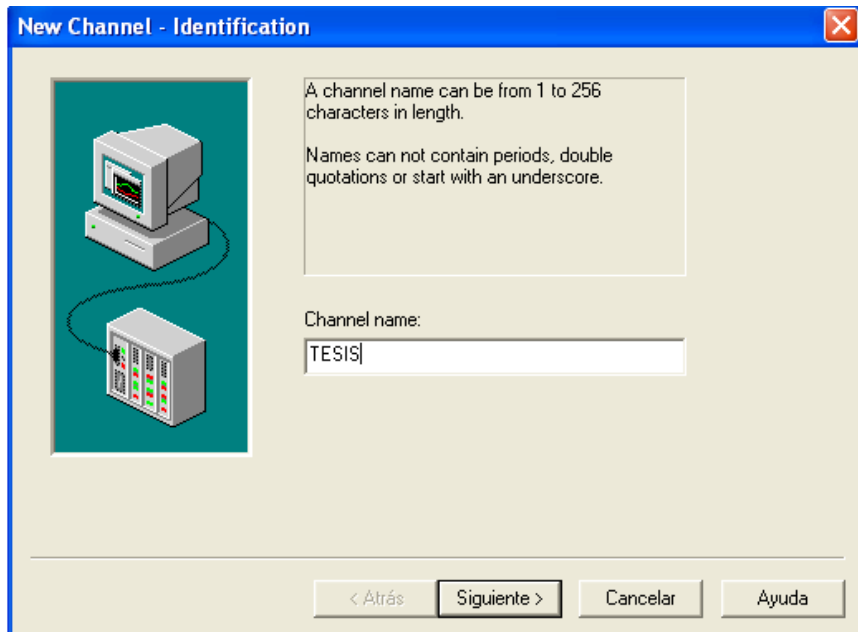 New Channel - Identification
A channel name can be from 1 to 256
characters in length.
Names can not contain periods, double
quotations or start with an underscore.
Channel name:
TESIS
< Atrás
Siguiente >
Cancelar
Ayuda